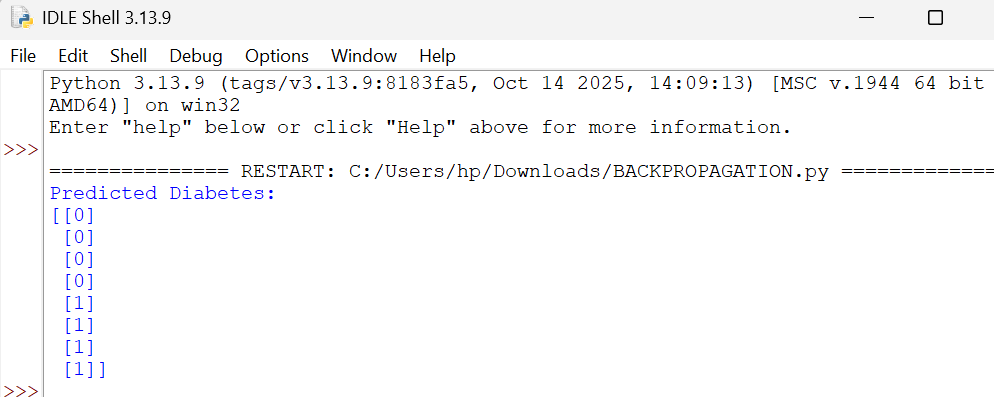 IDLE Shell 3.13.9
File Edit Shell Debug Options Window Help
Python 3.13.9 (tags/v3.13.9:8183fa5, Oct 14 2025, 14:09:13) [MSC v.1944 64 bit
AMD64)] on win32
Enter "help" below or click "Help" above for more information.
>>>
=============== RESTART: C:/Users/hp/Downloads/BACKPROPAGATION.py =============
Predicted Diabetes:
[[0]
 [0]
 [0]
 [0]
 [1]
 [1]
 [1]
 [1]]
>>>